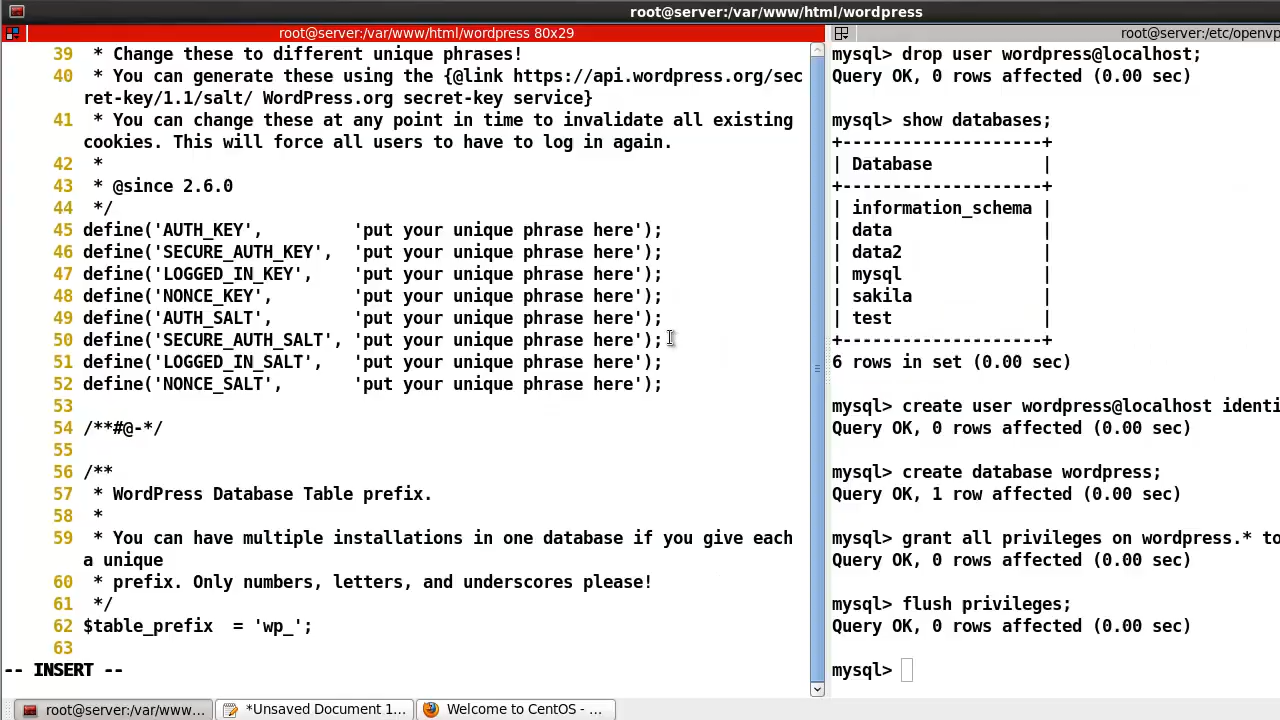 root@server:/var/www/html/wordpress
root@server:/var/www/html/wordpress 80x29
39 * Change these to different unique phrases!
40 * You can generate these using the {@link https://api.wordpress.org/sec
ret-key/1.1/salt/ WordPress.org secret-key service}
41 * You can change these at any point in time to invalidate all existing
cookies. This will force all users to have to log in again.
42 *
43 * @since 2.6.0
44 */
45 define('AUTH_KEY',         'put your unique phrase here');
46 define('SECURE_AUTH_KEY',  'put your unique phrase here');
47 define('LOGGED_IN_KEY',    'put your unique phrase here');
48 define('NONCE_KEY',        'put your unique phrase here');
49 define('AUTH_SALT',        'put your unique phrase here');
50 define('SECURE_AUTH_SALT', 'put your unique phrase here');
51 define('LOGGED_IN_SALT',   'put your unique phrase here');
52 define('NONCE_SALT',       'put your unique phrase here');
53
54 /**#@-*/
55
56 /**
57 * WordPress Database Table prefix.
58 *
59 * You can have multiple installations in one database if you give each
a unique
60 * prefix. Only numbers, letters, and underscores please!
61 */
62 $table_prefix  = 'wp_';
63
-- INSERT --
root@server:/etc/openvp
mysql> drop user wordpress@localhost;
Query OK, 0 rows affected (0.00 sec)
mysql> show databases;
+--------------------+
| Database           |
+--------------------+
| information_schema |
| data               |
| data2              |
| mysql              |
| sakila             |
| test               |
+--------------------+
6 rows in set (0.00 sec)
mysql> create user wordpress@localhost identi
Query OK, 0 rows affected (0.00 sec)
mysql> create database wordpress;
Query OK, 1 row affected (0.00 sec)
mysql> grant all privileges on wordpress.* to
Query OK, 0 rows affected (0.00 sec)
mysql> flush privileges;
Query OK, 0 rows affected (0.00 sec)
mysql>
root@server:/var/www...
*Unsaved Document 1...
Welcome to CentOS - ...